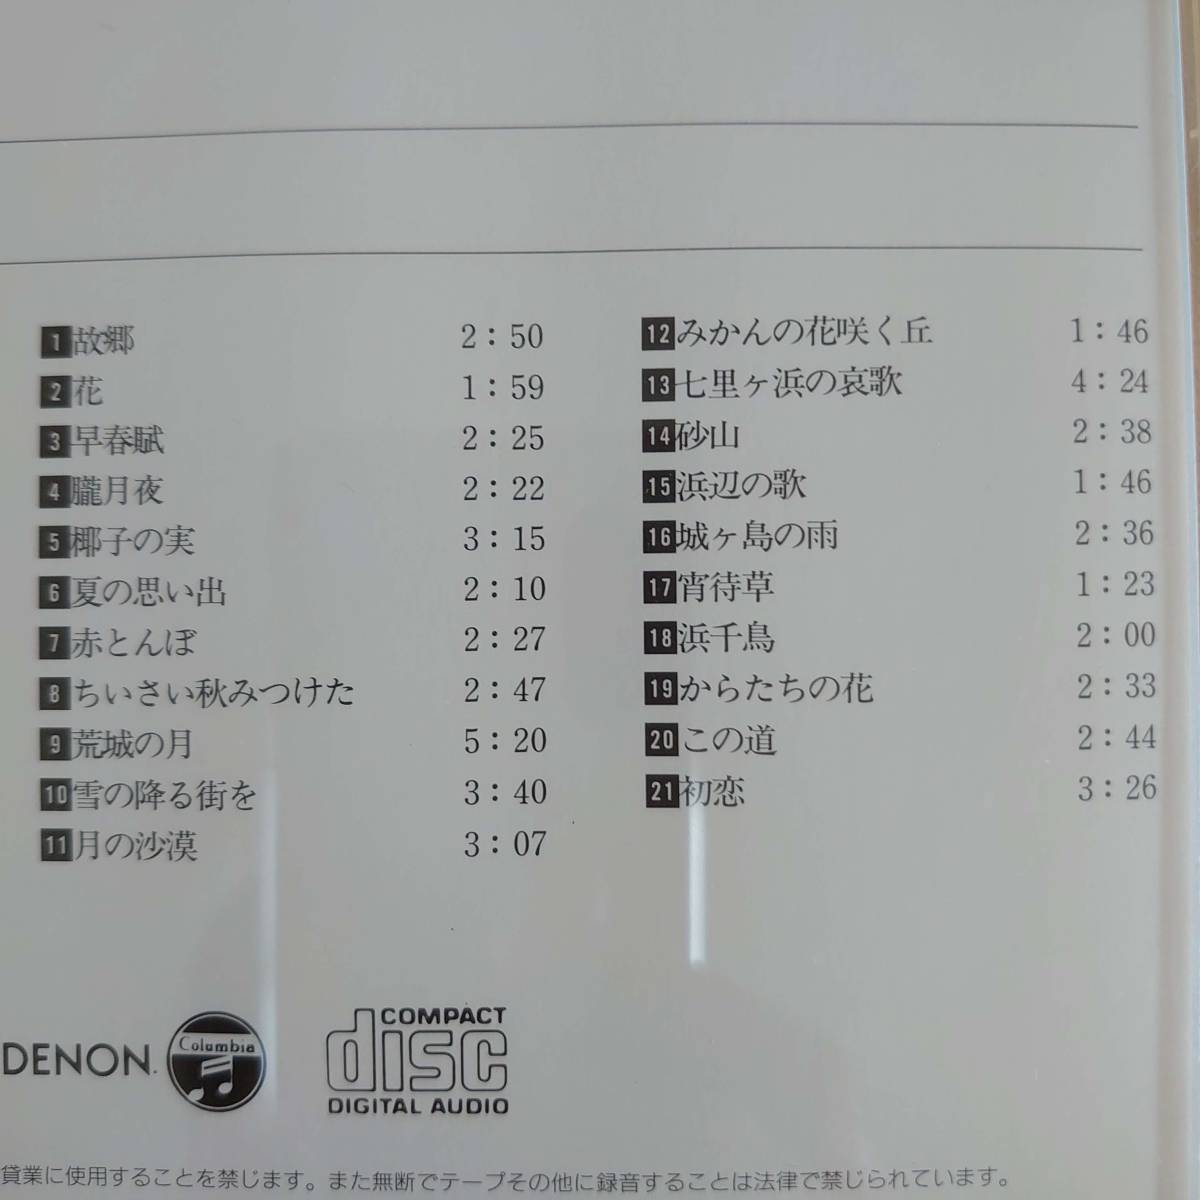 1 故郷 2:50
2 花 1:59
3 早春賦 2:25
4 朧月夜 2:22
5 椰子の実 3:15
6 夏の思い出 2:10
7 赤とんぼ 2:27
8 ちいさい秋みつけた 2:47
9 荒城の月 5:20
10 雪の降る街を 3:40
11 月の沙漠 3:07
12 みかんの花咲く丘 1:46
13 七里ヶ浜の哀歌 4:24
14 砂山 2:38
15 浜辺の歌 1:46
16 城ヶ島の雨 2:36
17 宵待草 1:23
18 浜千鳥 2:00
19 からたちの花 2:33
20 この道 2:44
21 初恋 3:26
DENON.
Columbia
COMPACT
disc
DIGITAL AUDIO
貸業に使用することを禁じます。また無断でテープその他に録音することは法律で禁じられています。